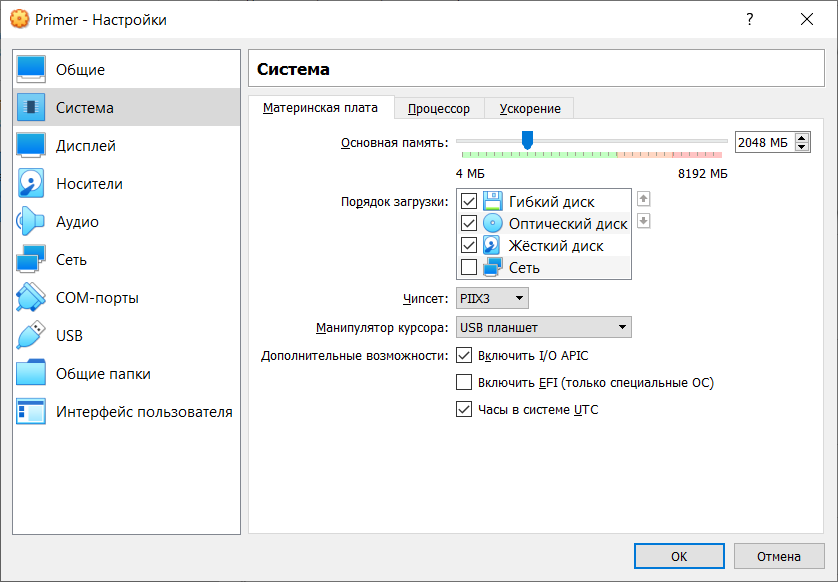 Primer - Настройки
?
Общие
Система
Дисплей
Носители
Аудио
Сеть
COM-порты
USB
Общие папки
Интерфейс пользователя
Система
Материнская плата
Процессор
Ускорение
Основная память:
2048 МБ
4 МБ
8192 МБ
Порядок загрузки:
Гибкий диск
Оптический диск
Жёсткий диск
Сеть
Чипсет:
PIIX3
Манипулятор курсора:
USB планшет
Дополнительные возможности:
Включить I/O APIC
Включить EFI (только специальные ОС)
Часы в системе UTC
OK
Отмена